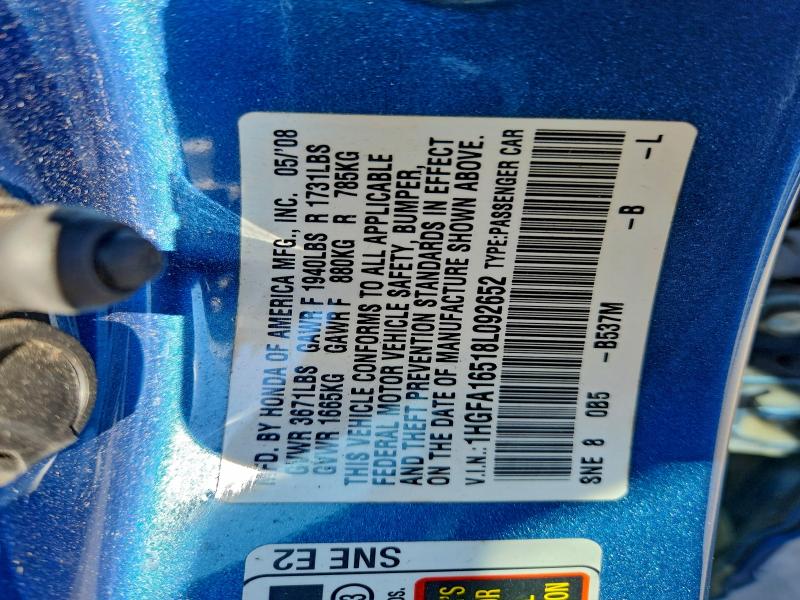 MFD. BY HONDA OF AMERICA MFG., INC. 05/'08
GVWR 3671LBS GAWR F 1940LBS R 1731LBS
GVWR 1665KG GAWR F 880KG R 785KG
THIS VEHICLE CONFORMS TO ALL APPLICABLE
FEDERAL MOTOR VEHICLE SAFETY, BUMPER,
AND THEFT PREVENTION STANDARDS IN EFFECT
ON THE DATE OF MANUFACTURE SHOWN ABOVE.
V.I.N.: 1HGFA16518L092652 TYPE:PASSENGER CAR
SNE 8 0B5 -B537M -B -L
SNE E2